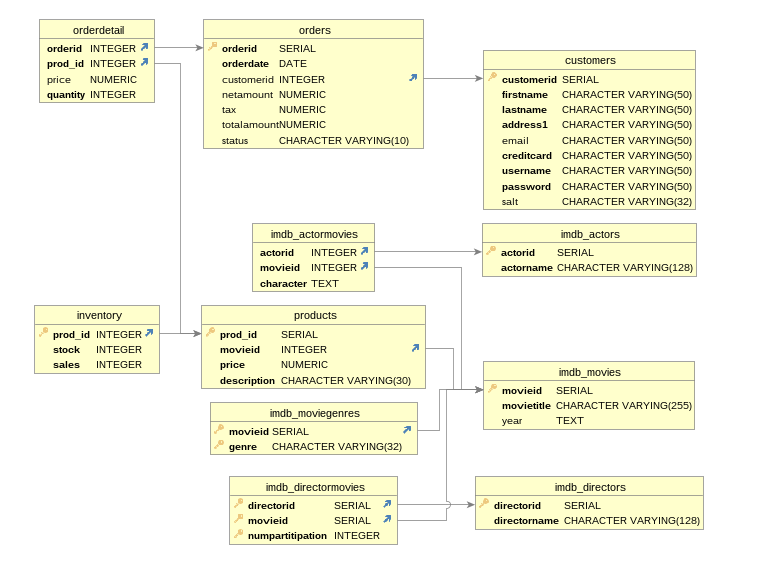 orderdetail
orderid INTEGER
prod_id INTEGER
price NUMERIC
quantity INTEGER
orders
orderid SERIAL
orderdate DATE
customerid INTEGER
netamount NUMERIC
tax NUMERIC
totalamount NUMERIC
status CHARACTER VARYING(10)
customers
customerid SERIAL
firstname CHARACTER VARYING(50)
lastname CHARACTER VARYING(50)
address1 CHARACTER VARYING(50)
email CHARACTER VARYING(50)
creditcard CHARACTER VARYING(50)
username CHARACTER VARYING(50)
password CHARACTER VARYING(50)
salt CHARACTER VARYING(32)
imdb_actormovies
actorid INTEGER
movieid INTEGER
character TEXT
imdb_actors
actorid SERIAL
actorname CHARACTER VARYING(128)
inventory
prod_id INTEGER
stock INTEGER
sales INTEGER
products
prod_id SERIAL
movieid INTEGER
price NUMERIC
description CHARACTER VARYING(30)
imdb_movies
movieid SERIAL
movietitle CHARACTER VARYING(255)
year TEXT
imdb_moviegenres
movieid SERIAL
genre CHARACTER VARYING(32)
imdb_directormovies
directorid SERIAL
movieid SERIAL
numpartitipation INTEGER
imdb_directors
directorid SERIAL
directorname CHARACTER VARYING(128)